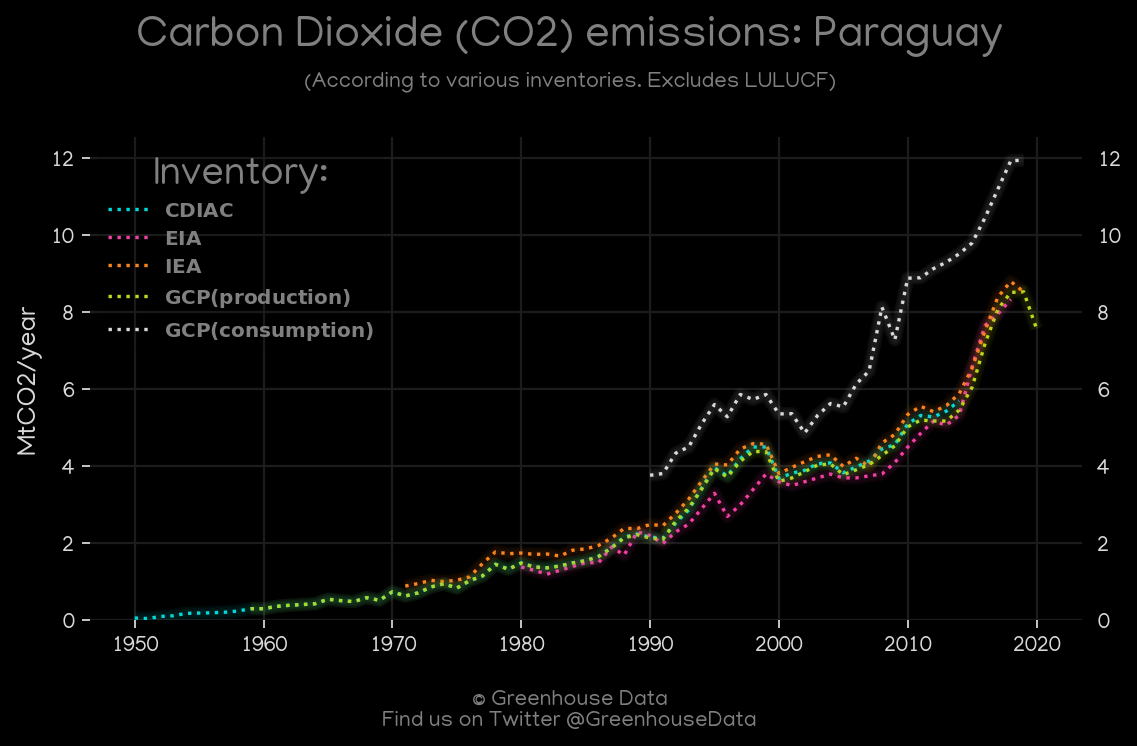 Carbon Dioxide (CO2) emissions: Paraguay
(According to various inventories. Excludes LULUCF)
Inventory:
CDIAC
EIA
IEA
GCP(production)
GCP(consumption)
MtCO2/year
12
10
8
6
4
2
0
12
10
8
6
4
2
0
1950 1960 1970 1980 1990 2000 2010 2020
© Greenhouse Data
Find us on Twitter @GreenhouseData